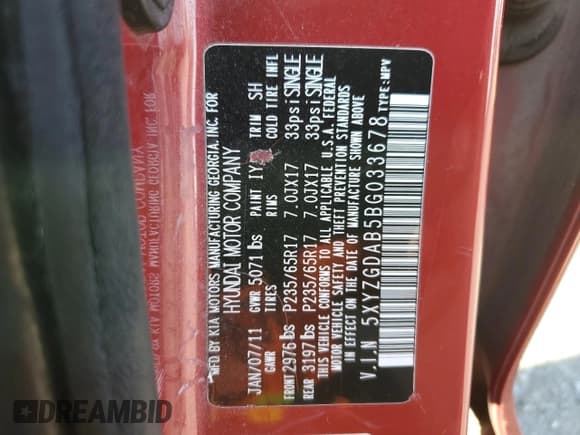 MFD.BY KIA MOTORS MANUFACTURING GEORGIA, INC. FOR
HYUNDAI MOTOR COMPANY
JAN/07/11 PAINT IY TRIM SH
GVWR 5071 lbs
GAWR TIRES RIMS COLD TIRE INFL
FRONT 2976 lbs P235/65R17 7.0JX17 33psi SINGLE
REAR 3197 lbs P235/65R17 7.0JX17 33psi SINGLE
THIS VEHICLE CONFORMS TO ALL APPLICABLE U.S.A. FEDERAL
MOTOR VEHICLE SAFETY AND THEFT PREVENTION STANDARDS
IN EFFECT ON THE DATE OF MANUFACTURE SHOWN ABOVE
V.I.N 5XYZGDAB5BG033678 TYPE:MPV
DREAMBID